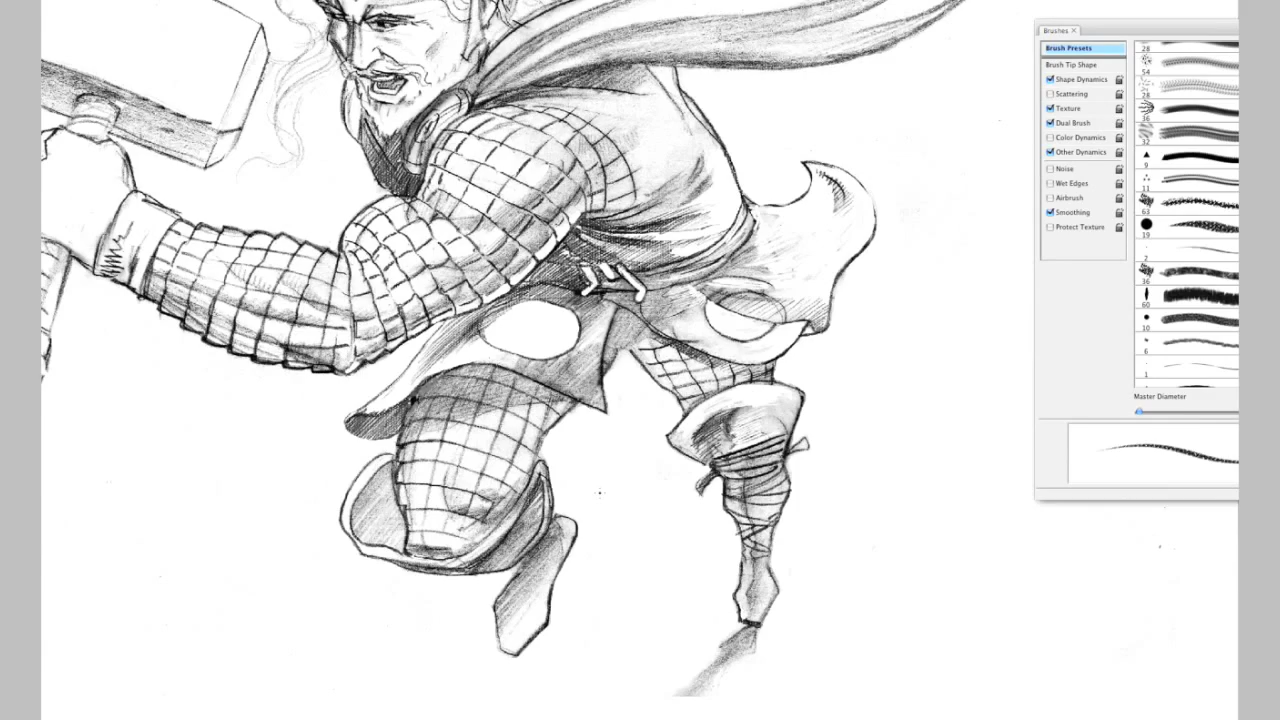 Brushes ×
Brush Presets
Brush Tip Shape
Shape Dynamics
Scattering
Texture
Dual Brush
Color Dynamics
Other Dynamics
Noise
Wet Edges
Airbrush
Smoothing
Protect Texture
28
54
28
36
32
9
11
63
19
2
36
60
10
6
1
Master Diameter